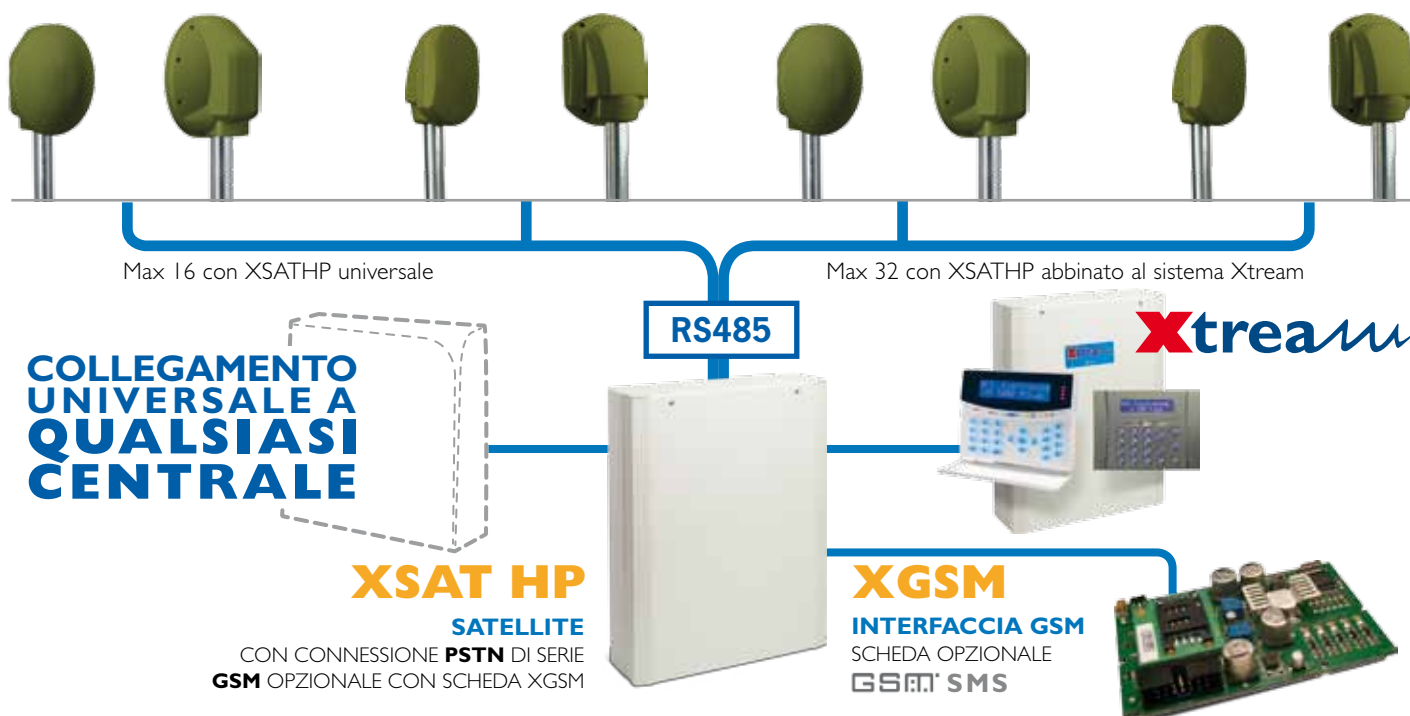 Max 16 con XSATHP universale
Max 32 con XSATHP abbinato al sistema Xtream
RS485
Xtream
COLLEGAMENTO
UNIVERSALE A
QUALSIASI
CENTRALE
XSAT HP
SATELLITE
CON CONNESSIONE PSTN DI SERIE
GSM OPZIONALE CON SCHEDA XGSM
XGSM
INTERFACCIA GSM
SCHEDA OPZIONALE
GSM SMS